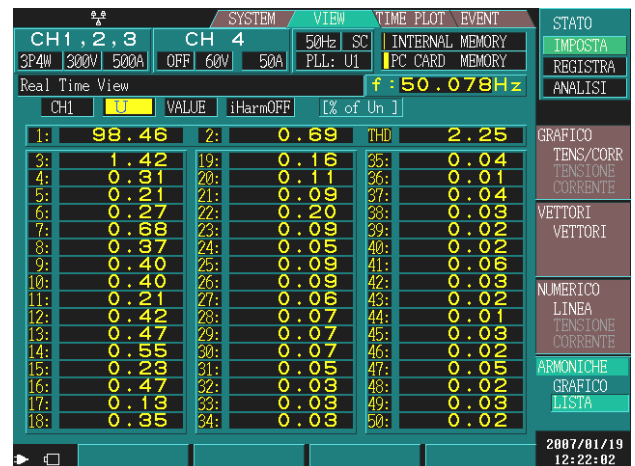 SYSTEM VIEW TIME PLOT EVENT
CH1,2,3 CH 4 50Hz SC INTERNAL MEMORY
3P4W 300V 500A OFF 60V 50A PLL: U1 PC CARD MEMORY
Real Time View f:50.078Hz
CH1 U VALUE iHarmOFF [% of Un ]
1: 98.46 2: 0.69 THD 2.25
3: 1.42 19: 0.16 35: 0.04
4: 0.31 20: 0.11 36: 0.01
5: 0.21 21: 0.09 37: 0.04
6: 0.27 22: 0.20 38: 0.03
7: 0.68 23: 0.09 39: 0.02
8: 0.37 24: 0.05 40: 0.02
9: 0.40 25: 0.09 41: 0.06
10: 0.40 26: 0.09 42: 0.03
11: 0.21 27: 0.06 43: 0.02
12: 0.42 28: 0.07 44: 0.01
13: 0.47 29: 0.07 45: 0.03
14: 0.55 30: 0.07 46: 0.02
15: 0.23 31: 0.05 47: 0.05
16: 0.47 32: 0.03 48: 0.02
17: 0.13 33: 0.03 49: 0.03
18: 0.35 34: 0.03 50: 0.02
STATO
IMPOSTA
REGISTRA
ANALISI
GRAFICO
TENS/CORR
TENSIONE
CORRENTE
VETTORI
VETTORI
NUMERICO
LINEA
TENSIONE
CORRENTE
ARMONICHE
GRAFICO
LISTA
2007/01/19
12:22:02